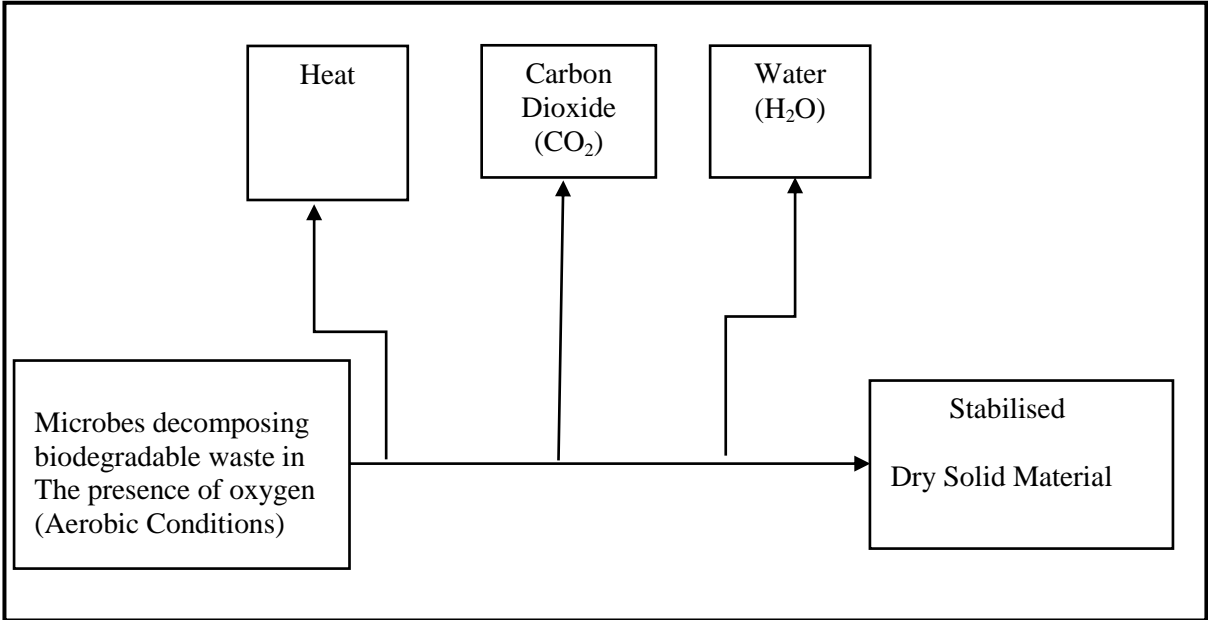 Heat
Carbon
Dioxide
(CO₂)
Water
(H₂O)
Microbes decomposing
biodegradable waste in
The presence of oxygen
(Aerobic Conditions)
Stabilised
Dry Solid Material